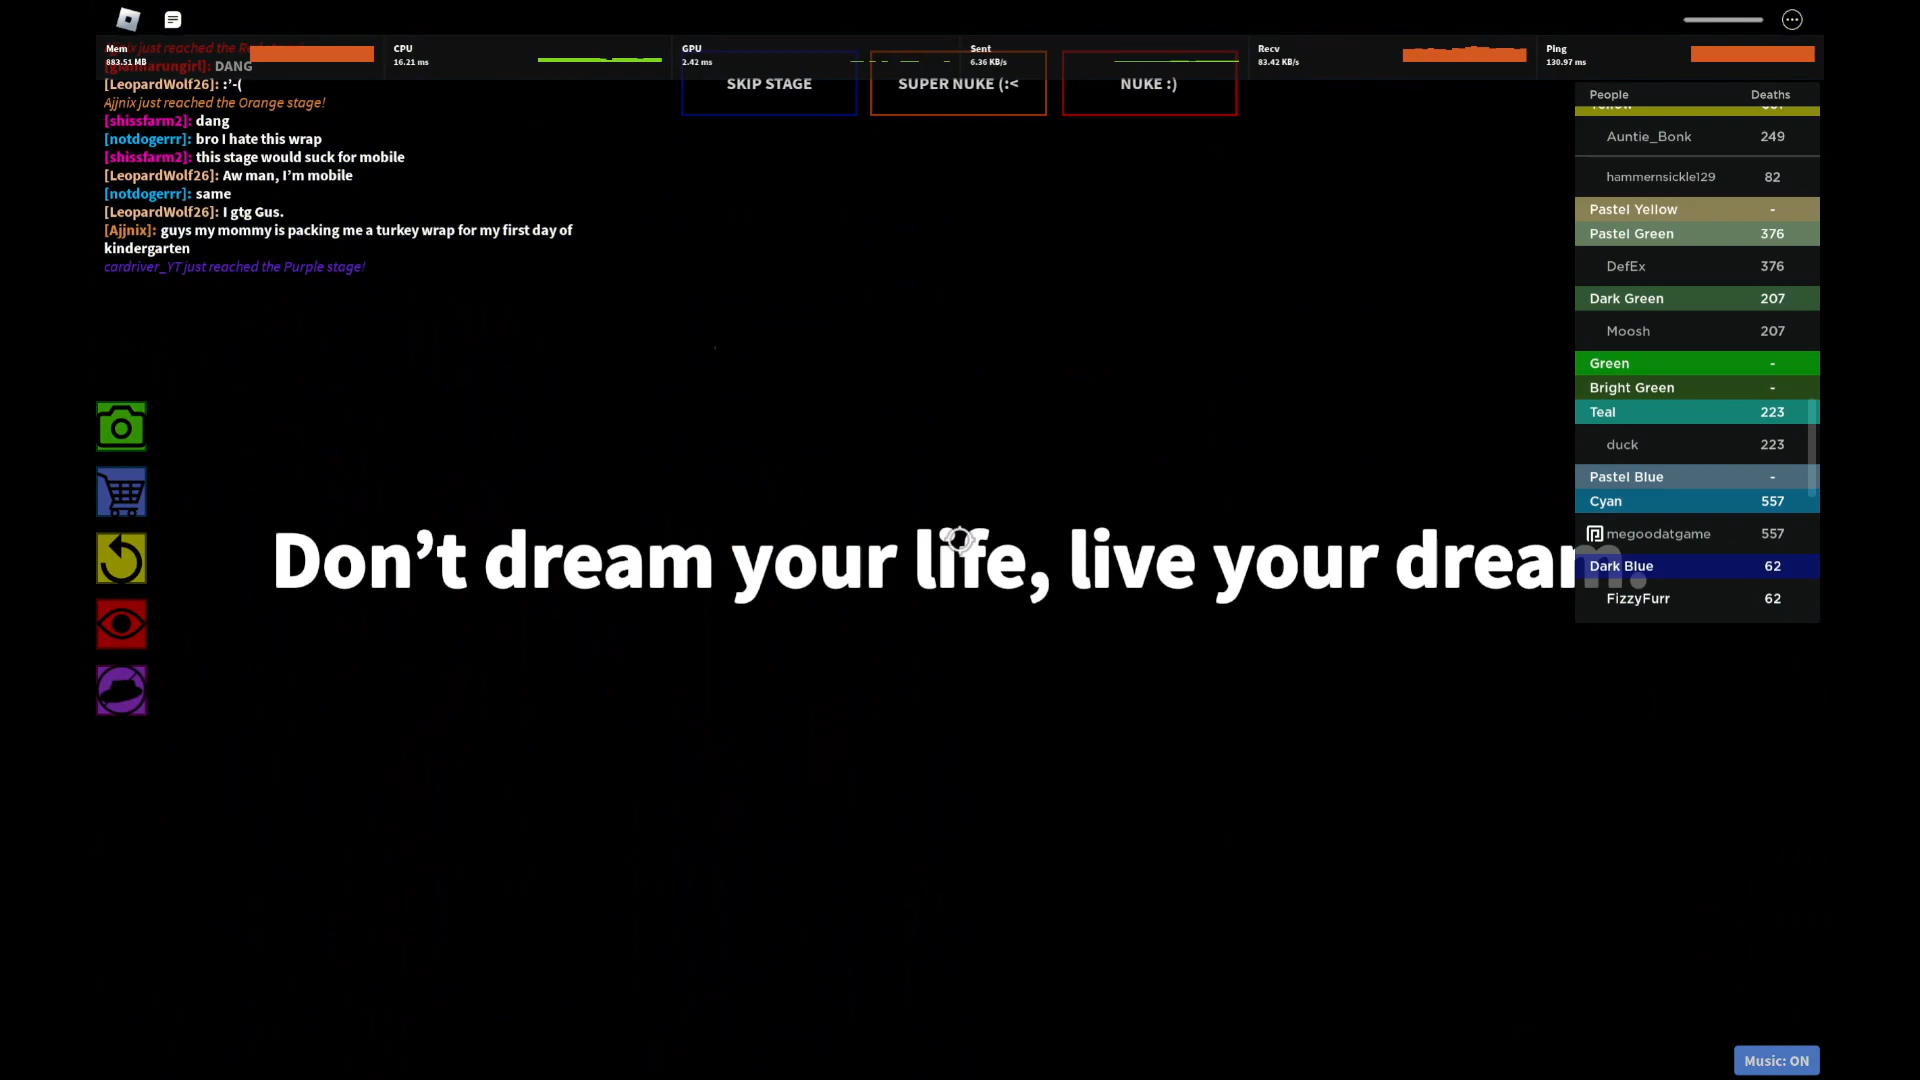 Mem
883.51 MB
CPU
16.21 ms
GPU
2.42 ms
Sent
6.36 KB/s
Recv
83.42 KB/s
Ping
130.97 ms
just reached the
DANG
[LeopardWolf26]: :'-(
Ajjnix just reached the Orange stage!
[shissfarm2]: dang
[notdogerrr]: bro I hate this wrap
[shissfarm2]: this stage would suck for mobile
[LeopardWolf26]: Aw man, I'm mobile
[notdogerrr]: same
[LeopardWolf26]: I gtg Gus.
[Ajjnix]: guys my mommy is packing me a turkey wrap for my first day of
kindergarten
cardriver_YT just reached the Purple stage!
SKIP STAGE
SUPER NUKE (:<
NUKE :)
People Deaths
Auntie_Bonk 249
hammernsickle129 82
Pastel Yellow -
Pastel Green 376
DefEx 376
Dark Green 207
Moosh 207
Green -
Bright Green -
Teal 223
duck 223
Pastel Blue -
Cyan 557
megoodatgame 557
Dark Blue 62
FizzyFurr 62
Don't dream your life, live your dream.
Music: ON